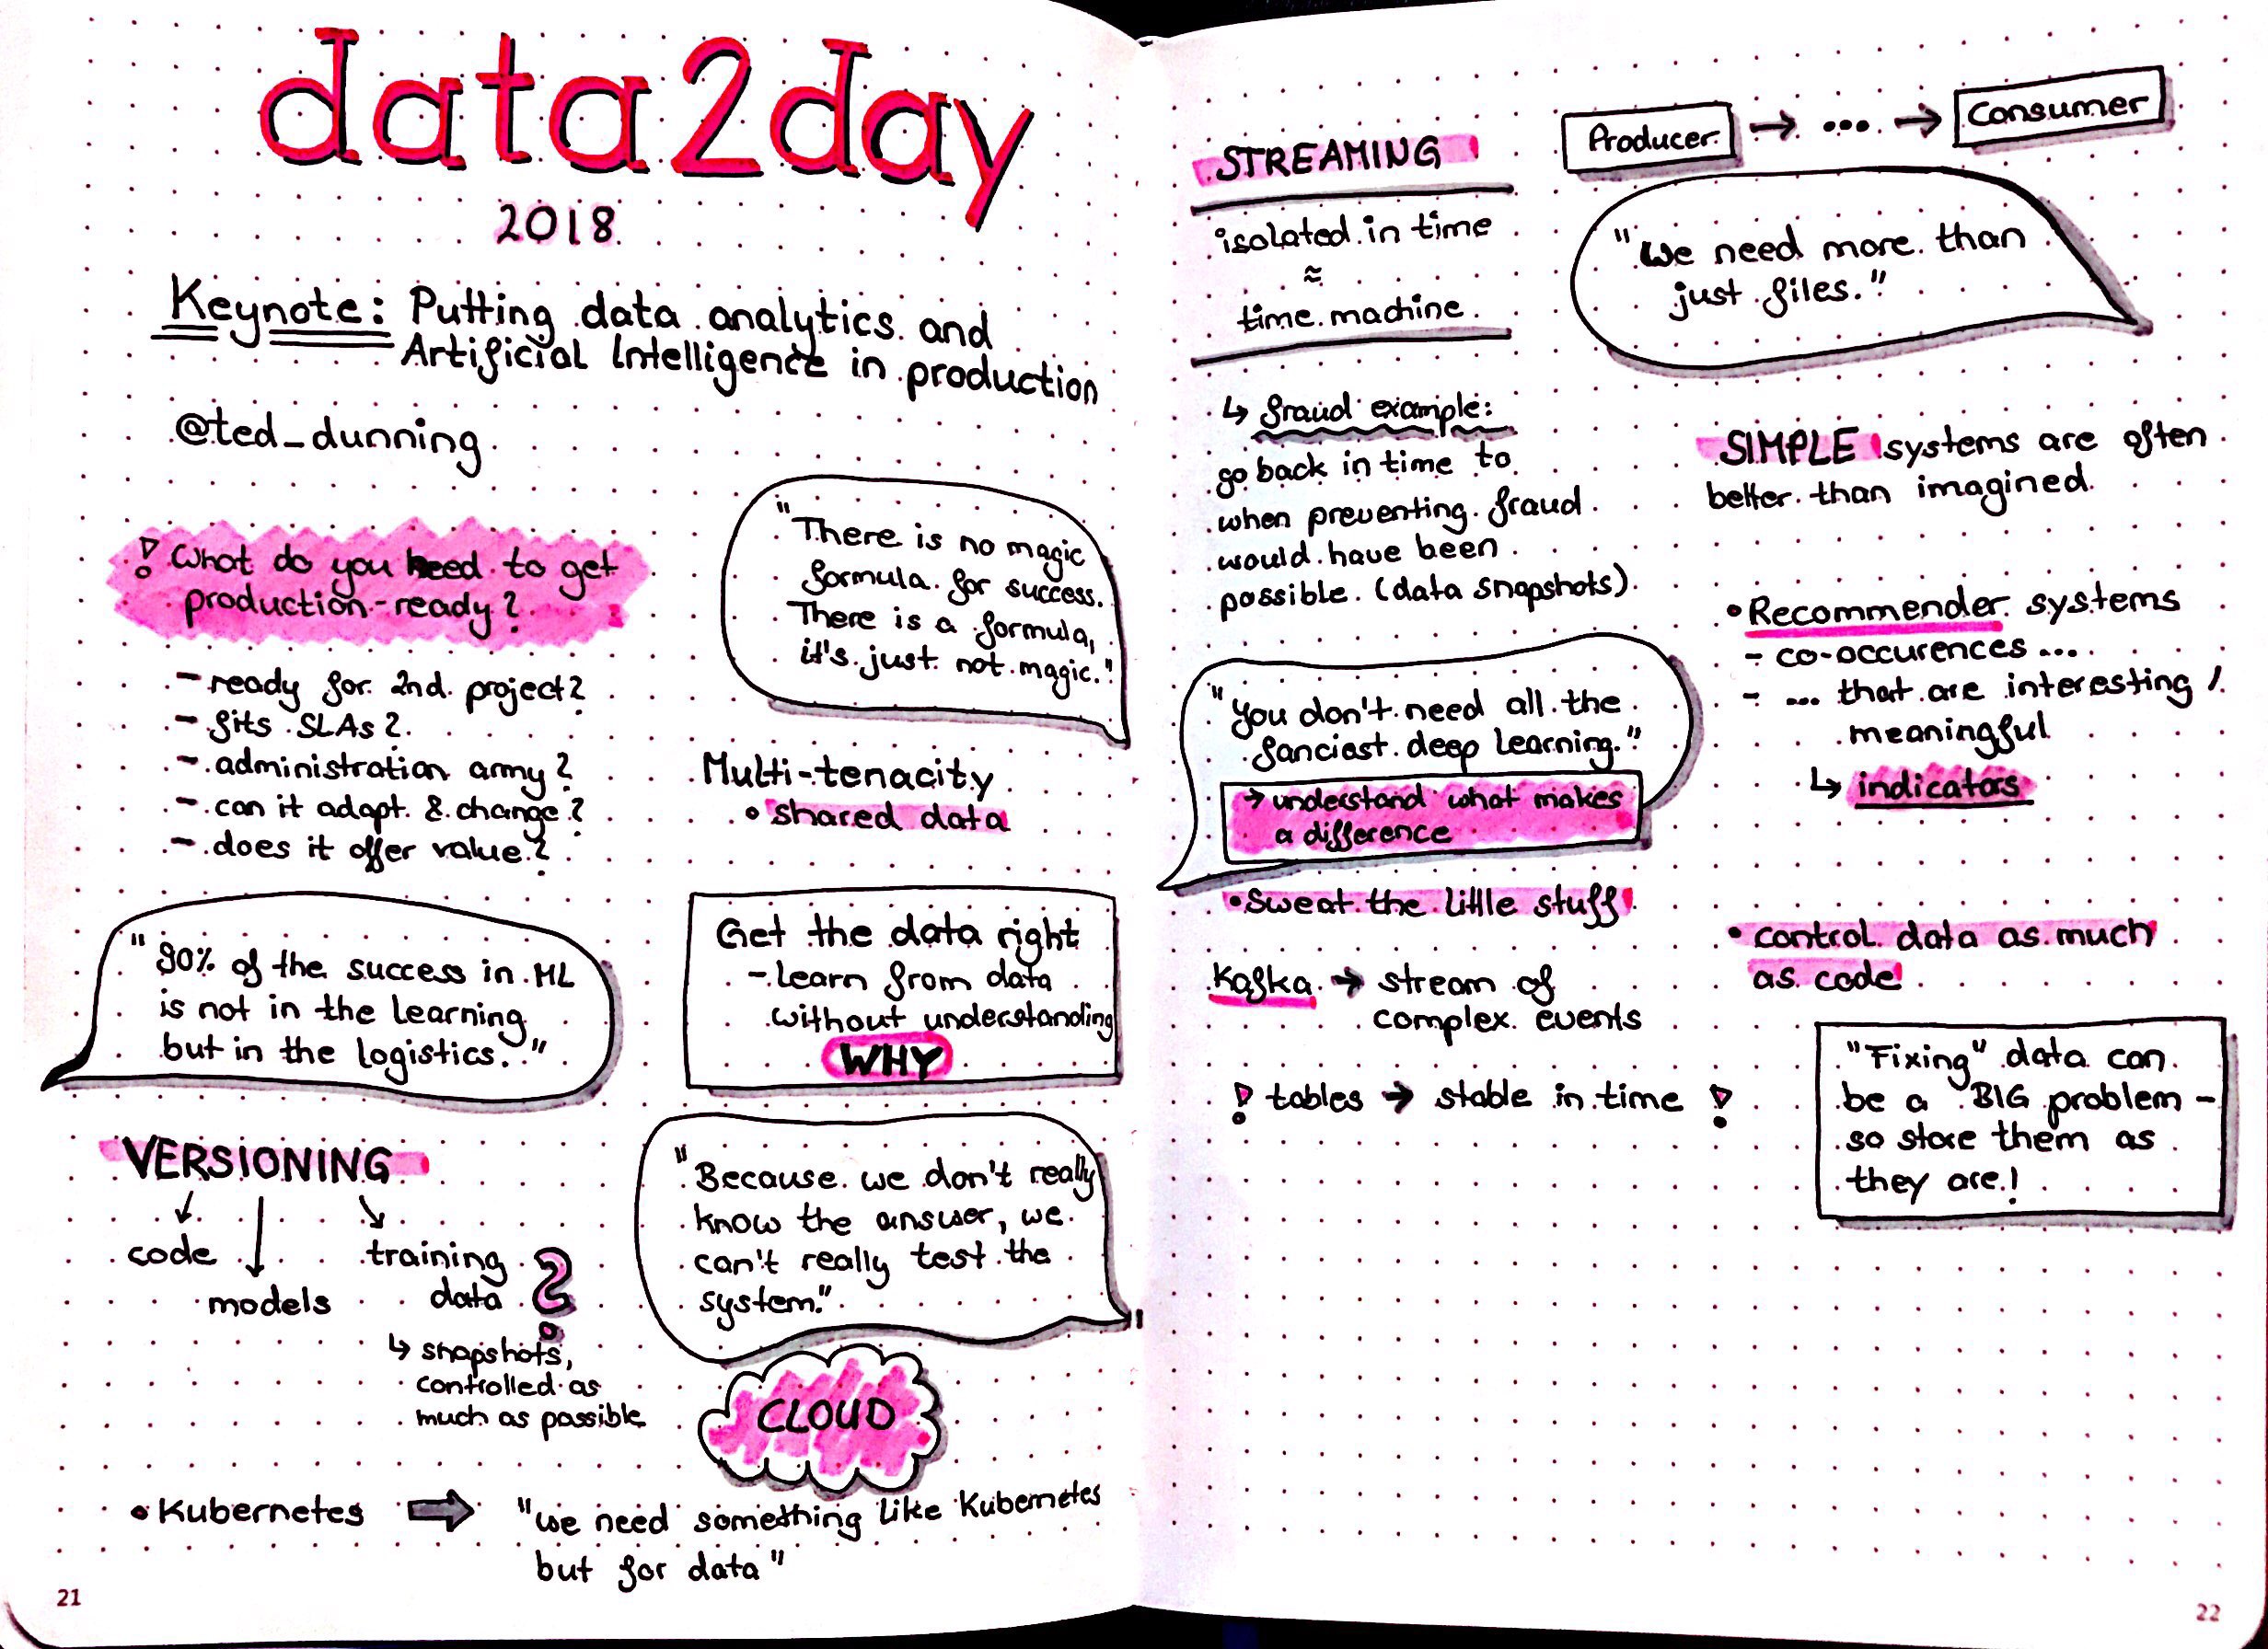 data2day
2018
Keynote: Putting data analytics and
Artificial Intelligence in production
@ted_dunning
! What do you need to get
production-ready?
- ready for 2nd project?
- fits SLAs?
- administration army?
- can it adapt & change?
- does it offer value?
"There is no magic
formula for success.
There is a formula,
it's just not magic."
Multi-tenacity
• shared data
"90% of the success in ML
is not in the learning
but in the logistics."
Get the data right
- learn from data
without understanding
WHY
VERSIONING
code
models
training
data ?
↳ snapshots,
controlled as
much as possible
"Because we don't really
know the answer, we
can't really test the
system."
CLOUD
• Kubernetes ⇒ "we need something like Kubernetes
but for data"
21
STREAMING
isolated in time
≈
time machine
Producer → ... → Consumer
"We need more than
just files."
↳ fraud example:
go back in time to
when preventing fraud
would have been
possible. (data snapshots)
SIMPLE systems are often
better than imagined.
"You don't need all the
fanciest deep learning."
→ understand what makes
a difference
• Recommender systems
- co-occurences ...
- ... that are interesting /
meaningful
↳ indicators
• Sweat the little stuff
Kafka → stream of
complex events
! tables → stable in time !
• control data as much
as code
"Fixing" data can
be a BIG problem -
so store them as
they are!
22